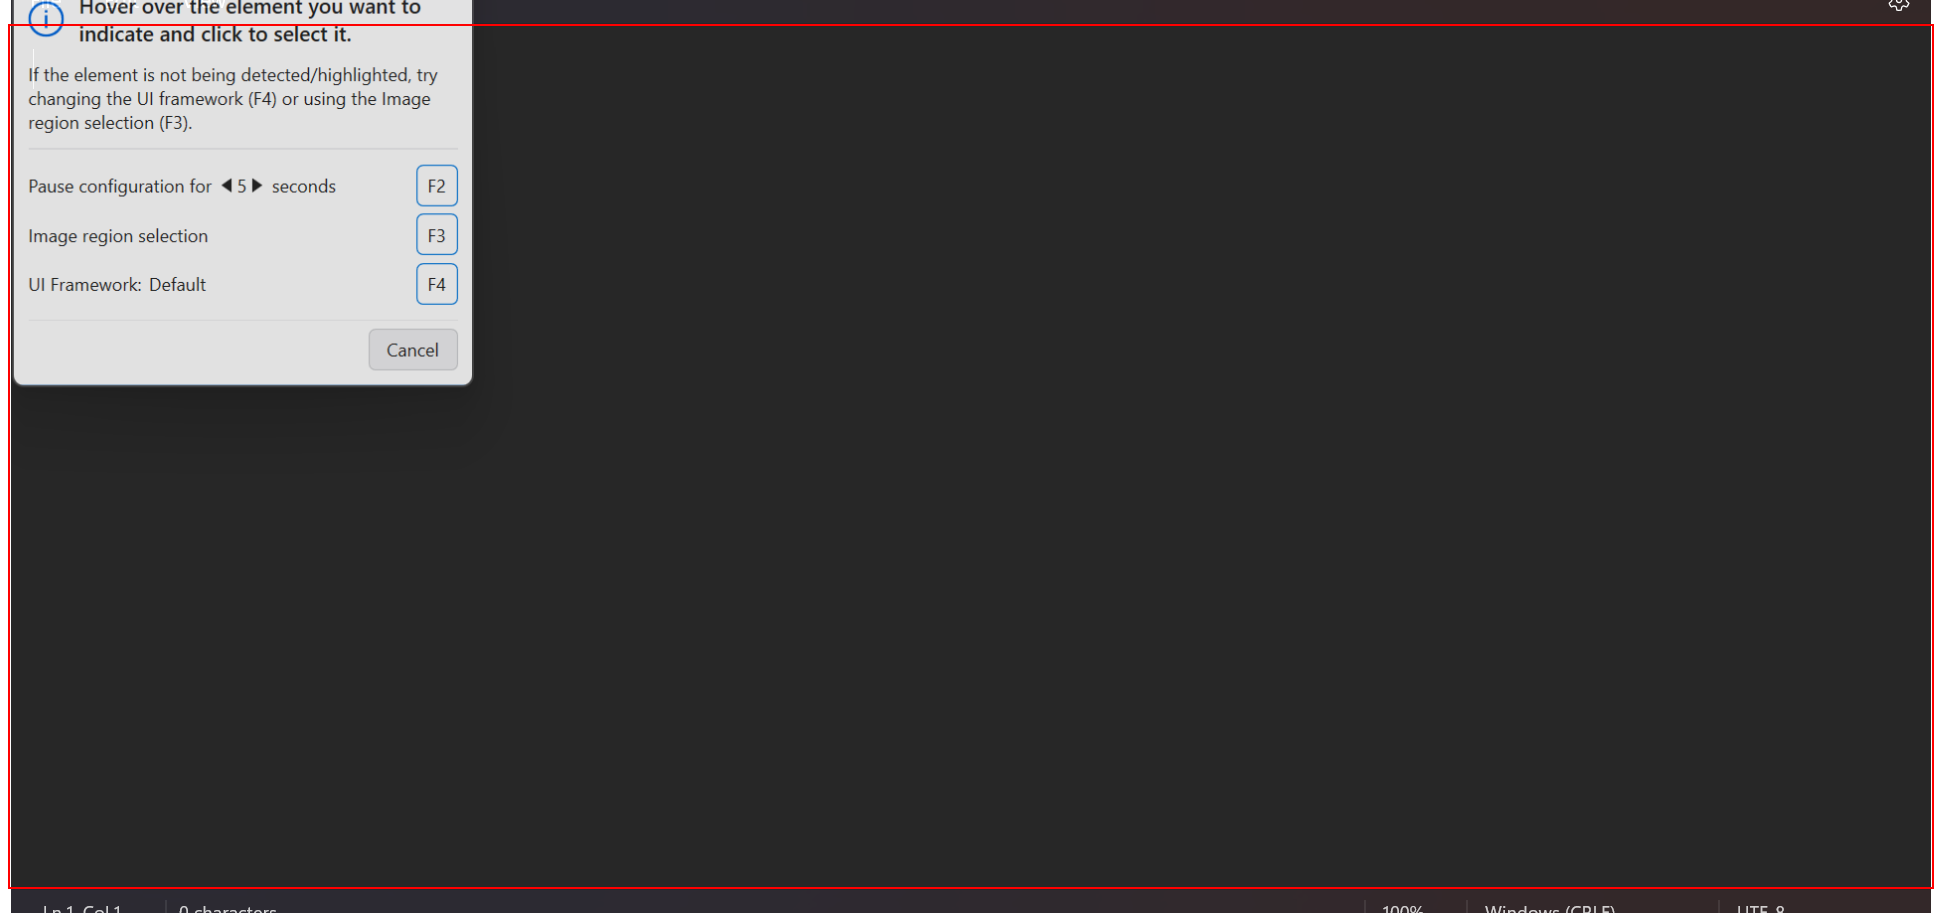 Hover over the element you want to
indicate and click to select it.
If the element is not being detected/highlighted, try
changing the UI framework (F4) or using the Image
region selection (F3).
Pause configuration for ◀ 5 ▶ seconds
F2
Image region selection
F3
UI Framework: Default
F4
Cancel
Ln 1, Col 1
0 characters
100%
Windows (CRLF)
UTF-8